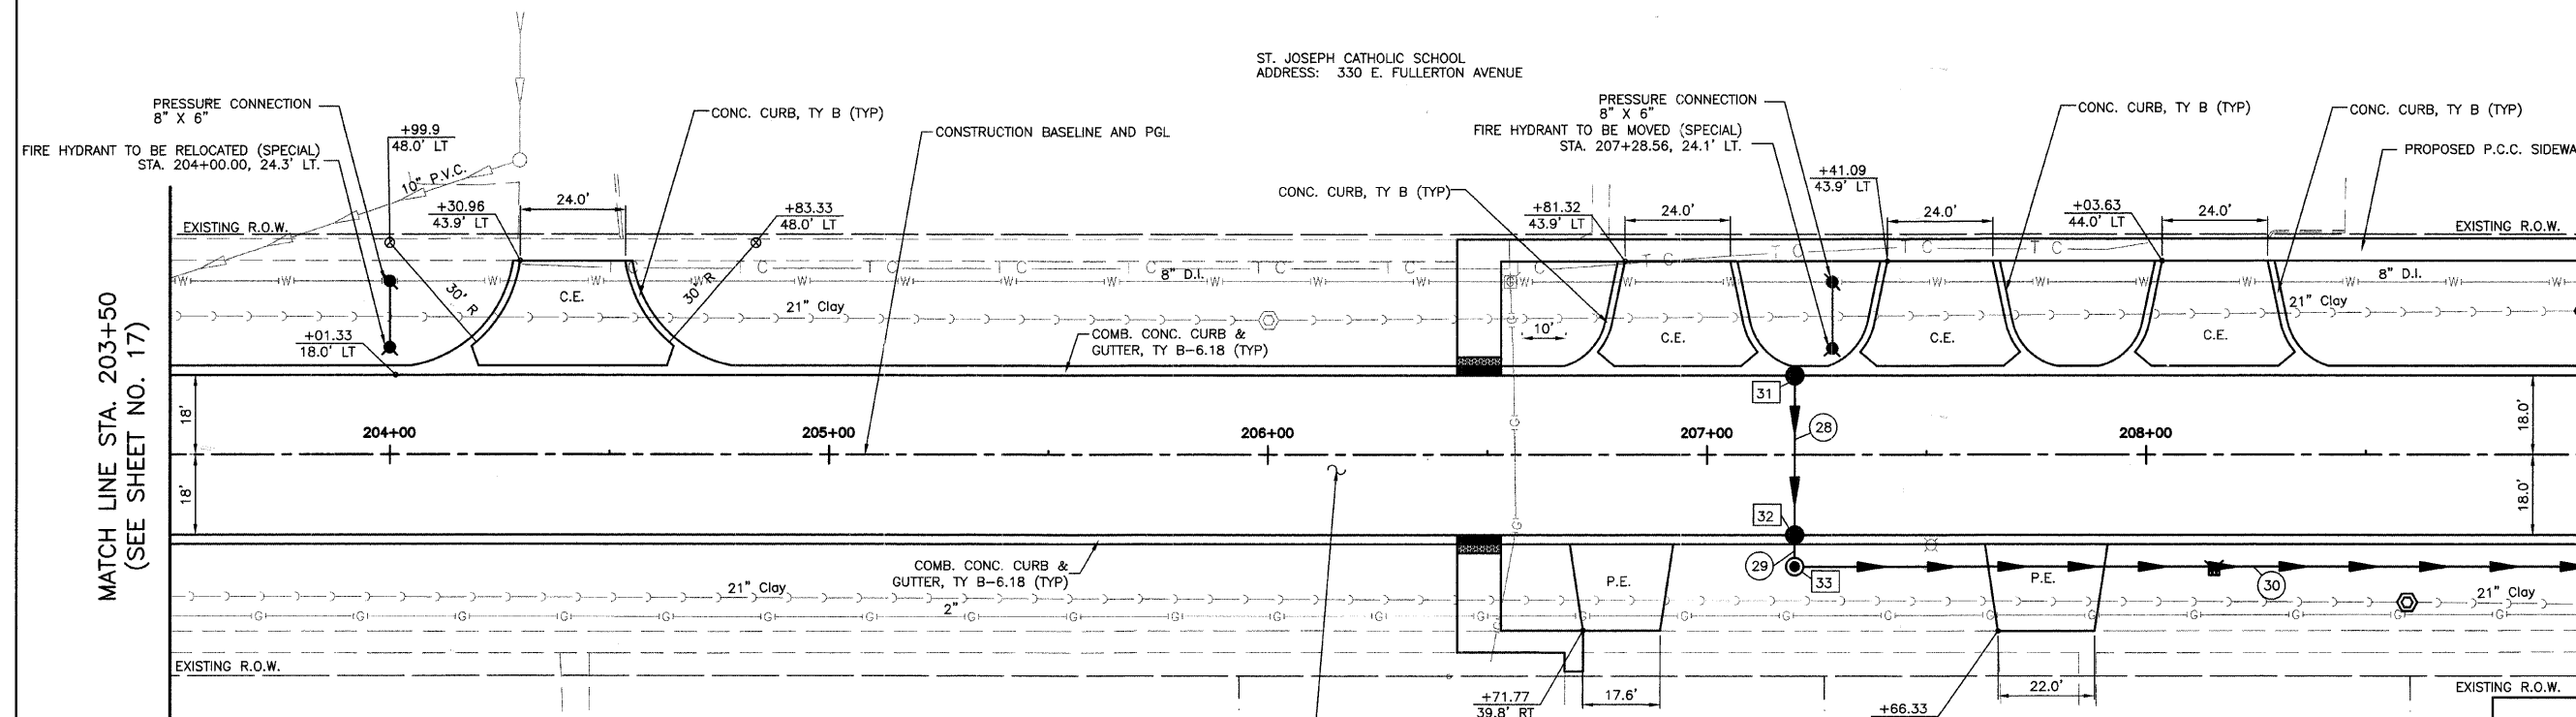 ST. JOSEPH CATHOLIC SCHOOL
ADDRESS: 330 E. FULLERTON AVENUE
PRESSURE CONNECTION
8" X 6"
FIRE HYDRANT TO BE RELOCATED (SPECIAL)
STA. 204+00.00, 24.3' LT.
+99.9
48.0' LT
10" P.V.C.
CONC. CURB, TY B (TYP)
CONSTRUCTION BASELINE AND PGL
PRESSURE CONNECTION
8" X 6"
FIRE HYDRANT TO BE MOVED (SPECIAL)
STA. 207+28.56, 24.1' LT.
CONC. CURB, TY B (TYP)
+41.09
43.9' LT
CONC. CURB, TY B (TYP)
CONC. CURB, TY B (TYP)
PROPOSED P.C.C. SIDEWA
EXISTING R.O.W.
+30.96
43.9' LT
24.0'
+83.33
48.0' LT
+81.32
43.9' LT
24.0'
24.0'
+03.63
44.0' LT
24.0'
EXISTING R.O.W.
T C
T C
T C
T C
T C
T C
T C
T C
T C
W
W
W
8" D.I.
8" D.I.
30' R
C.E.
30' R
21" Clay
21" Clay
COMB. CONC. CURB &
GUTTER, TY B-6.18 (TYP)
10'
C.E.
C.E.
C.E.
+01.33
18.0' LT
MATCH LINE STA. 203+50
(SEE SHEET NO. 17)
18'
18'
31
28
18.0'
18.0'
204+00
205+00
206+00
207+00
208+00
G
G
32
COMB. CONC. CURB &
GUTTER, TY B-6.18 (TYP)
29
33
30
P.E.
P.E.
21" Clay
2"
21" Clay
G
G
G
EXISTING R.O.W.
+71.77
39.8' RT
17.6'
+66.33
22.0'
EXISTING R.O.W.